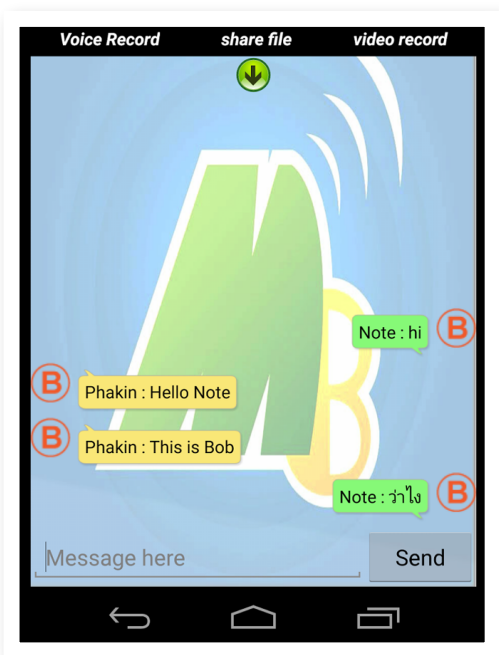 Voice Record share file video record
Note : hi B
B Phakin : Hello Note
B Phakin : This is Bob
Note : ว่าไง B
Message here Send